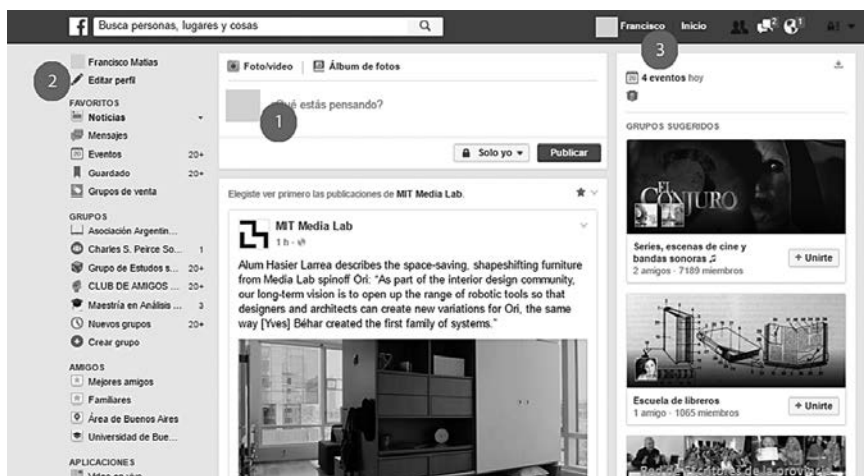 f Busca personas, lugares y cosas
Francisco Inicio 2 1
3
Francisco Matias
2 Editar perfil
FAVORITOS
Noticias
Mensajes
Eventos 20+
Guardado 20+
Grupos de venta
GRUPOS
Asociación Argentin...
Charles S. Peirce So... 1
Grupo de Estudos s... 20+
CLUB DE AMIGOS ... 20+
Maestría en Análisis ... 3
Nuevos grupos 20+
Crear grupo
AMIGOS
Mejores amigos
Familiares
Área de Buenos Aires
Universidad de Bue...
APLICACIONES
Foto/video Álbum de fotos
Qué estás pensando?
1
Solo yo Publicar
Elegiste ver primero las publicaciones de MIT Media Lab.
MIT Media Lab
1 h ·
Alum Hasier Larrea describes the space-saving, shapeshifting furniture
from Media Lab spinoff Ori: “As part of the interior design community,
our long-term vision is to open up the range of robotic tools so that
designers and architects can create new variations for Ori, the same
way [Yves] Béhar created the first family of systems.”
4 eventos hoy
GRUPOS SUGERIDOS
EL CONJURO
Series, escenas de cine y
bandas sonoras ♫
2 amigos · 7189 miembros
+ Unirte
Escuela de libreros
1 amigo · 1065 miembros
+ Unirte
Red de Escritores de la provincia